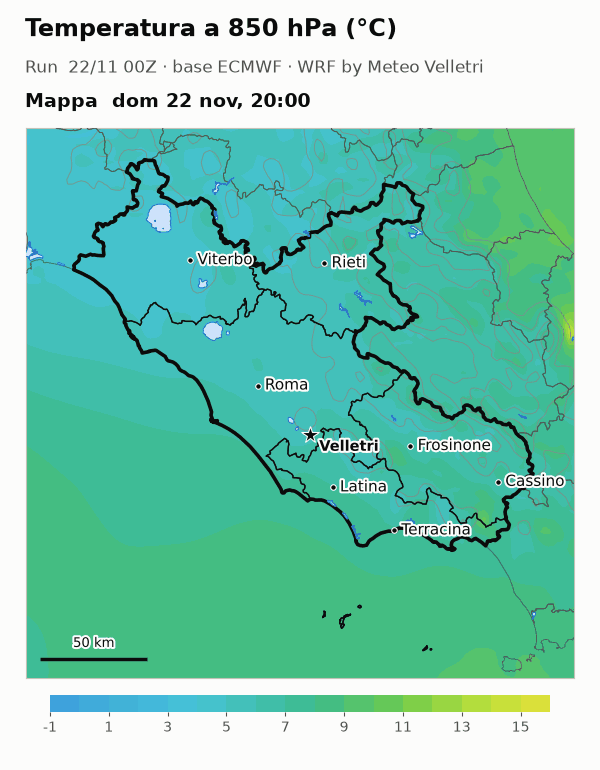 Temperatura a 850 hPa (°C)
Run  22/11 00Z · base ECMWF · WRF by Meteo Velletri
Mappa  dom 22 nov, 20:00
Viterbo
Rieti
Roma
Velletri
Frosinone
Cassino
Latina
Terracina
50 km
-1 1 3 5 7 9 11 13 15